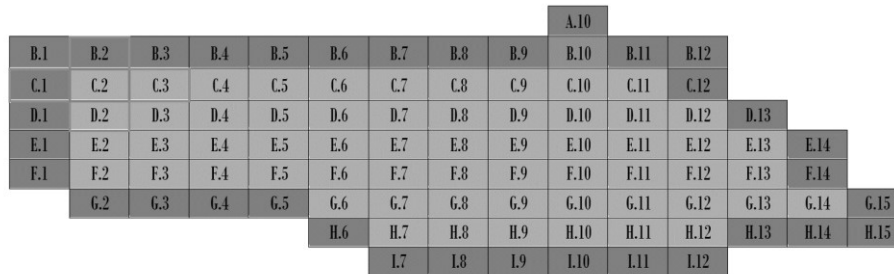 A.10
B.1 B.2 B.3 B.4 B.5 B.6 B.7 B.8 B.9 B.10 B.11 B.12
C.1 C.2 C.3 C.4 C.5 C.6 C.7 C.8 C.9 C.10 C.11 C.12
D.1 D.2 D.3 D.4 D.5 D.6 D.7 D.8 D.9 D.10 D.11 D.12 D.13
E.1 E.2 E.3 E.4 E.5 E.6 E.7 E.8 E.9 E.10 E.11 E.12 E.13 E.14
F.1 F.2 F.3 F.4 F.5 F.6 F.7 F.8 F.9 F.10 F.11 F.12 F.13 F.14
G.2 G.3 G.4 G.5 G.6 G.7 G.8 G.9 G.10 G.11 G.12 G.13 G.14 G.15
H.6 H.7 H.8 H.9 H.10 H.11 H.12 H.13 H.14 H.15
I.7 I.8 I.9 I.10 I.11 I.12